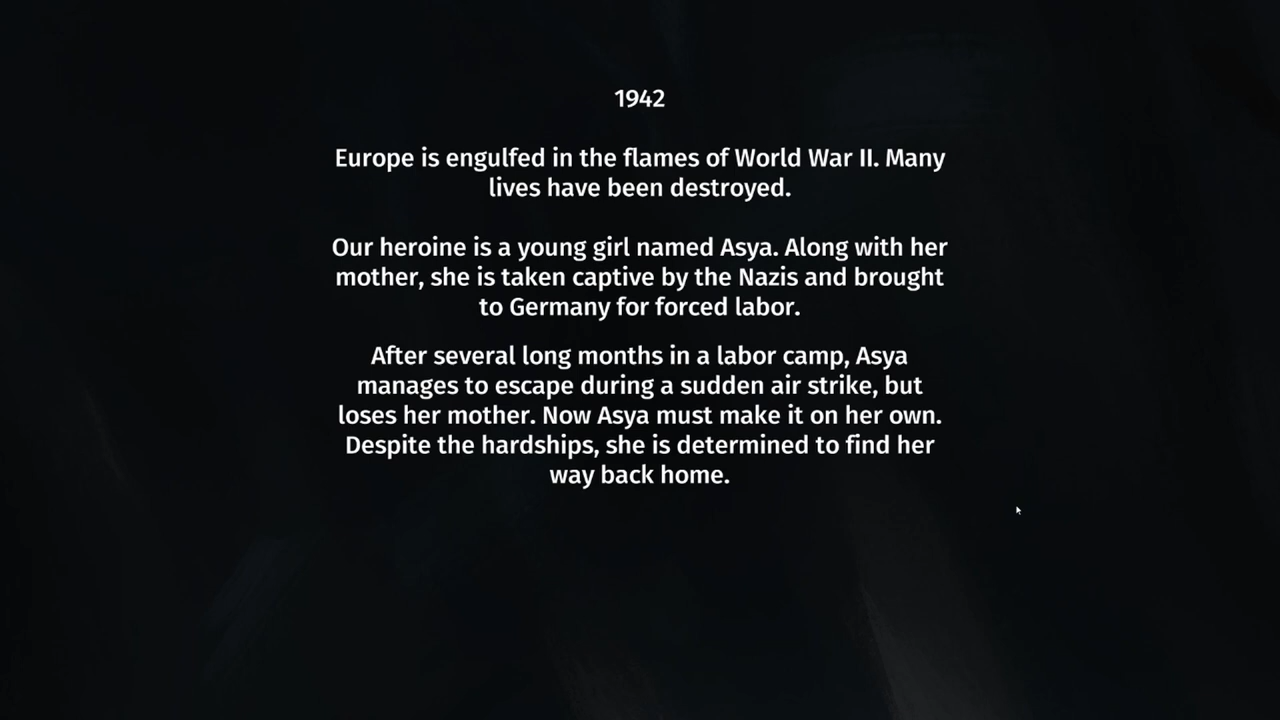 1942
Europe is engulfed in the flames of World War II. Many
lives have been destroyed.
Our heroine is a young girl named Asya. Along with her
mother, she is taken captive by the Nazis and brought
to Germany for forced labor.
After several long months in a labor camp, Asya
manages to escape during a sudden air strike, but
loses her mother. Now Asya must make it on her own.
Despite the hardships, she is determined to find her
way back home.